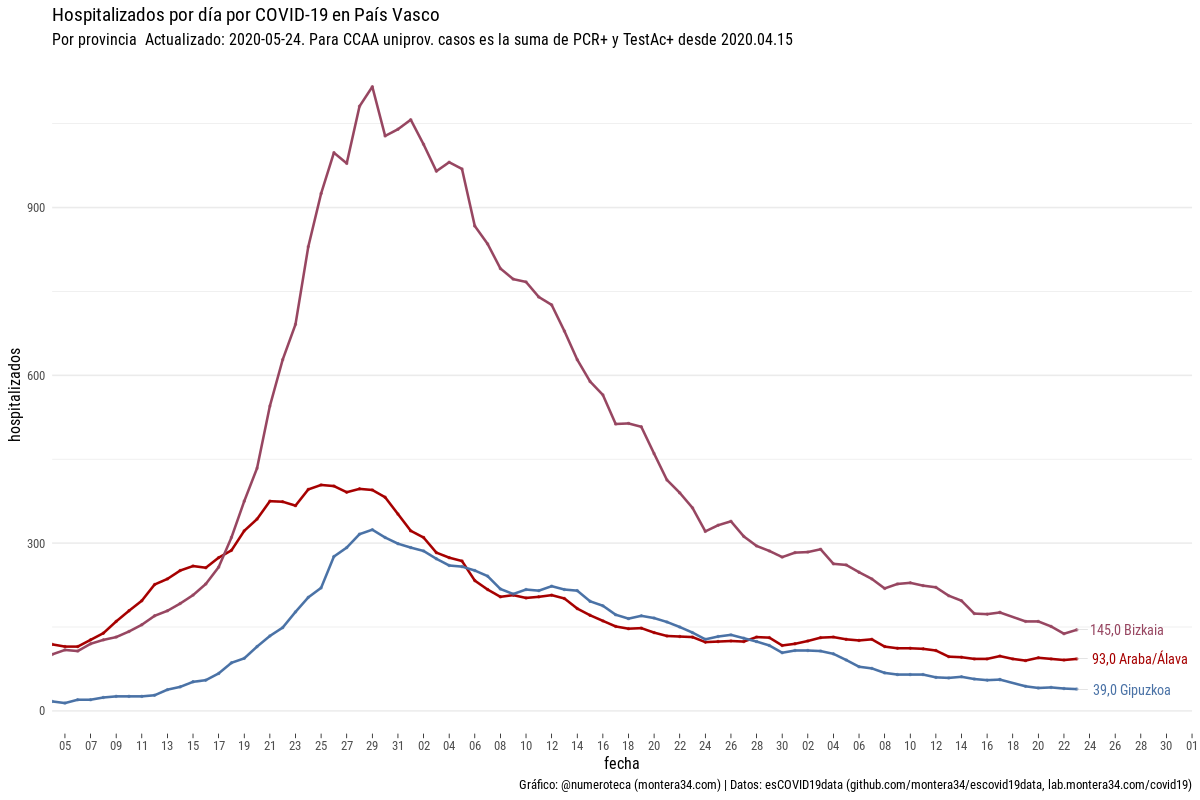 Hospitalizados por día por COVID-19 en País Vasco
Por provincia  Actualizado: 2020-05-24. Para CCAA uniprov. casos es la suma de PCR+ y TestAc+ desde 2020.04.15
hospitalizados
900
600
300
0
145,0 Bizkaia
93,0 Araba/Álava
39,0 Gipuzkoa
05 07 09 11 13 15 17 19 21 23 25 27 29 31 02 04 06 08 10 12 14 16 18 20 22 24 26 28 30 02 04 06 08 10 12 14 16 18 20 22 24 26 28 30 01
fecha
Gráfico: @numeroteca (montera34.com) | Datos: esCOVID19data (github.com/montera34/escovid19data, lab.montera34.com/covid19)